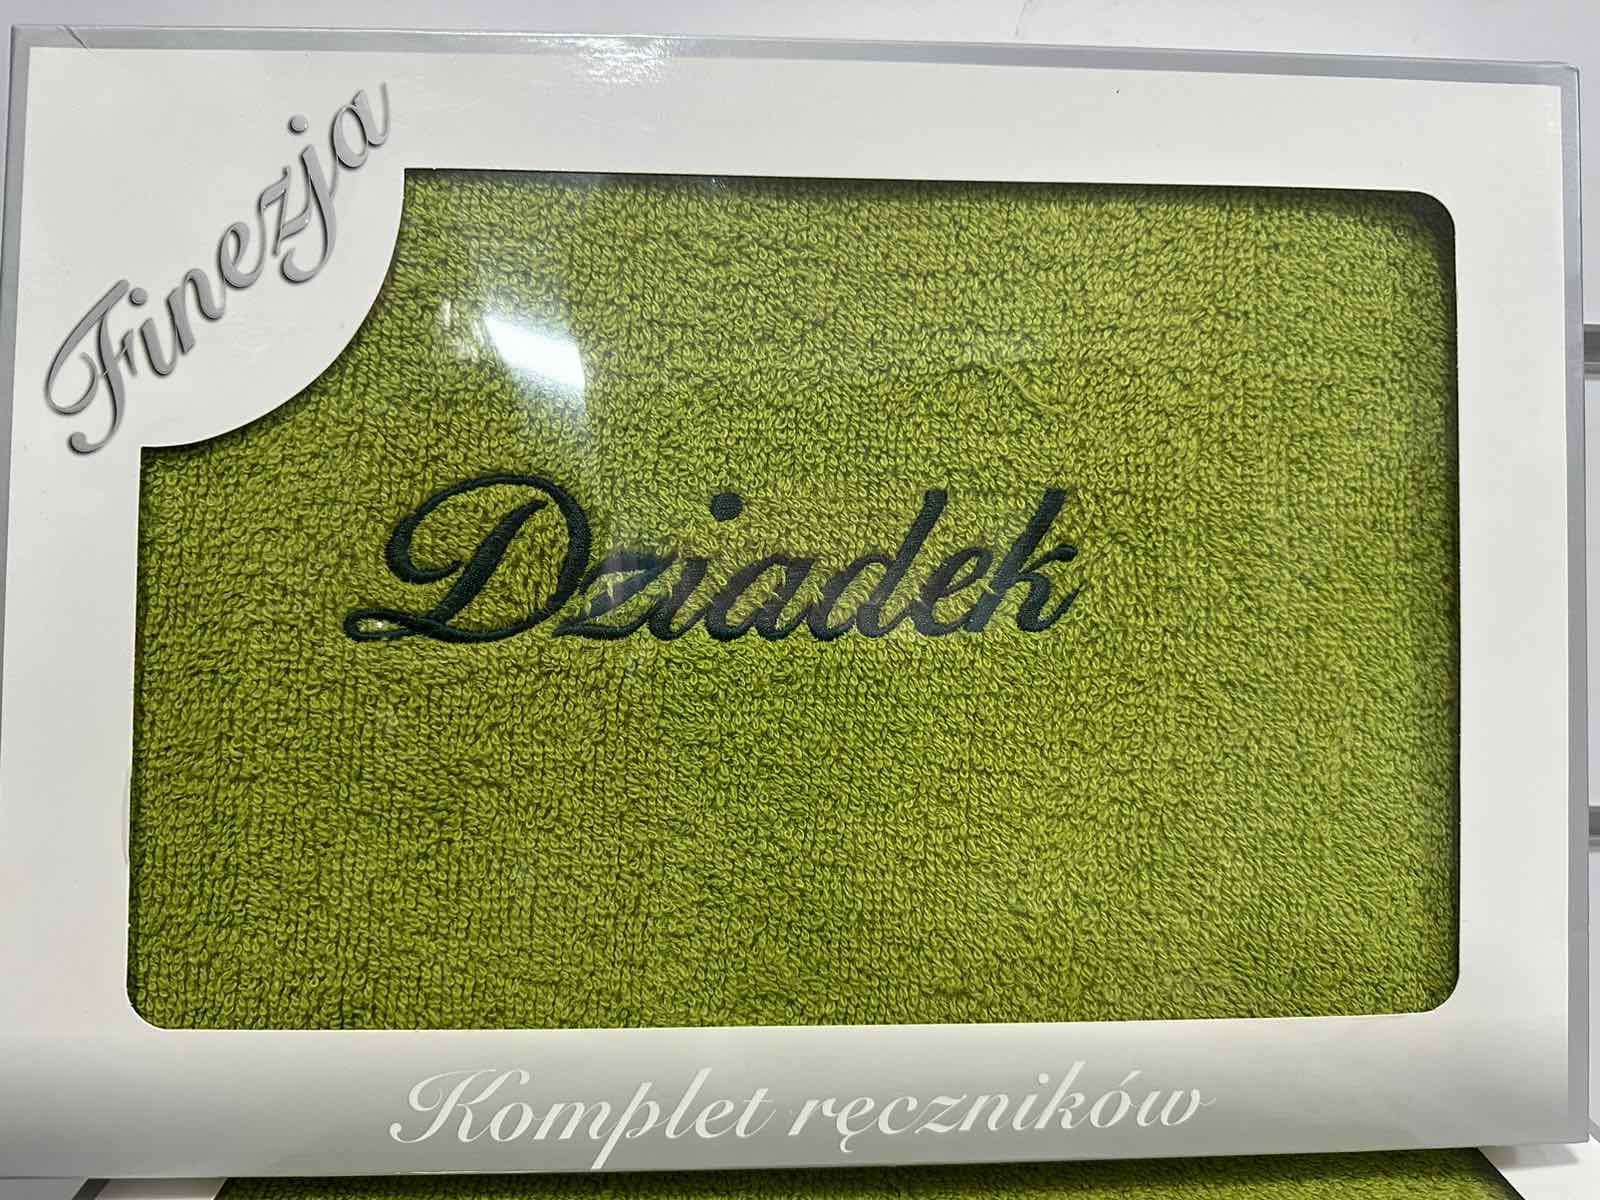 Finezja
Dziadek
Komplet ręczników